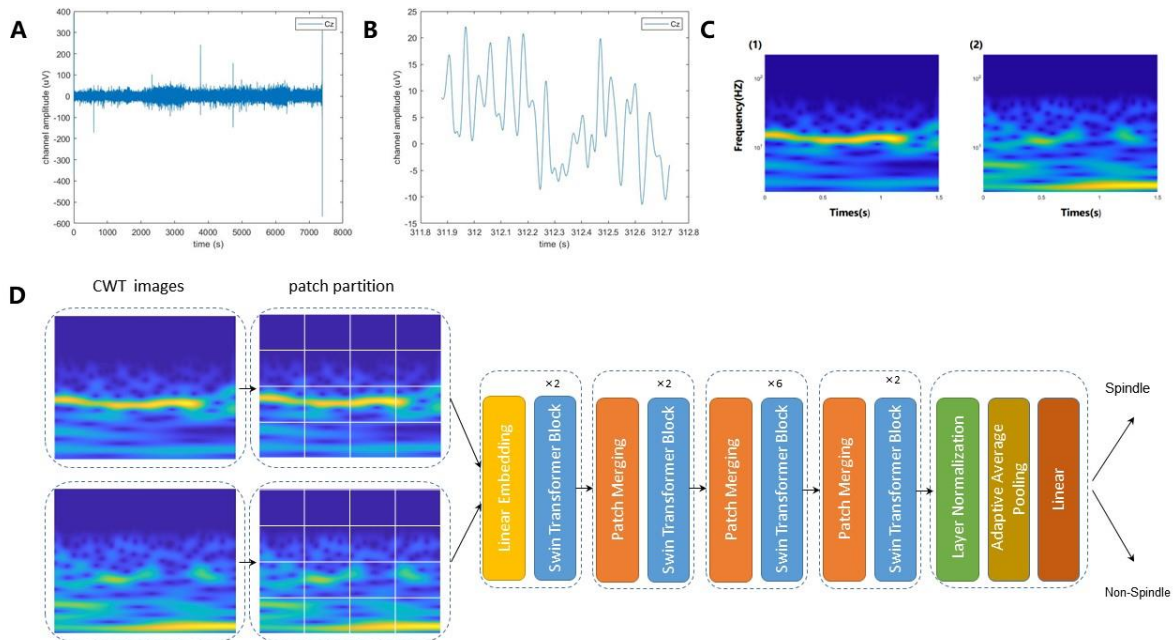 A
400
300
200
100
0
-100
-200
-300
-400
-500
-600
0
1000
2000
3000
4000
5000
6000
7000
8000
channel amplitude (uV)
time (s)
Cz
B
25
20
15
10
5
0
-5
-10
-15
311.8
311.9
312
312.1
312.2
312.3
312.4
312.5
312.6
312.7
312.8
channel amplitude (uV)
time (s)
Cz
C
(1)
Frequency(HZ)
10¹
0
0.5
1
1.5
Times(s)
(2)
10¹
0
0.5
1
1.5
Times(s)
D
CWT images
patch partition
×2
×2
×6
×2
Linear Embedding
Swin Transformer Block
Patch Merging
Swin Transformer Block
Patch Merging
Swin Transformer Block
Patch Merging
Swin Transformer Block
Layer Normalization
Adaptive Average
Pooling
Linear
Spindle
Non-Spindle